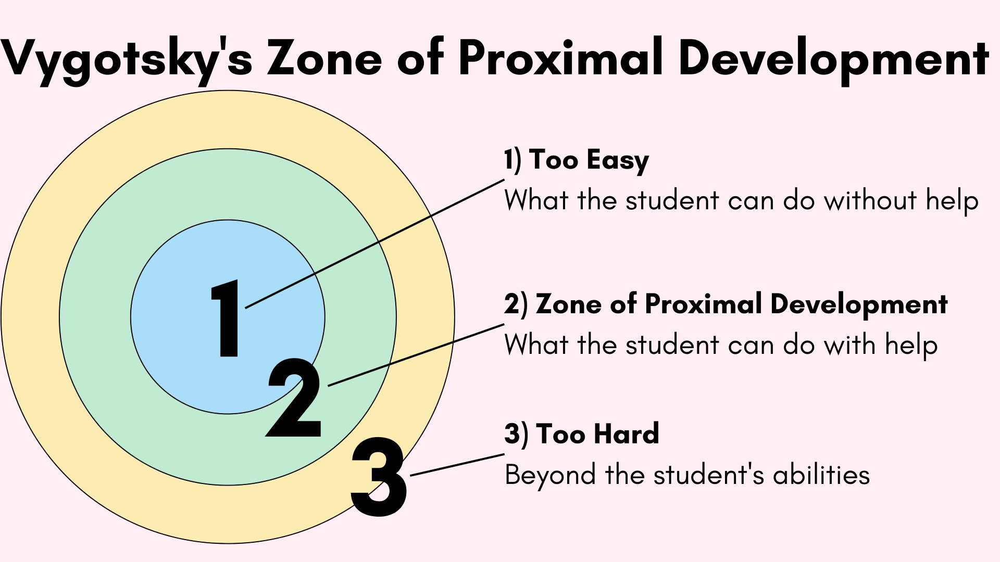 Vygotsky's Zone of Proximal Development
1) Too Easy
What the student can do without help
1
2) Zone of Proximal Development
What the student can do with help
2
3) Too Hard
Beyond the student's abilities
3